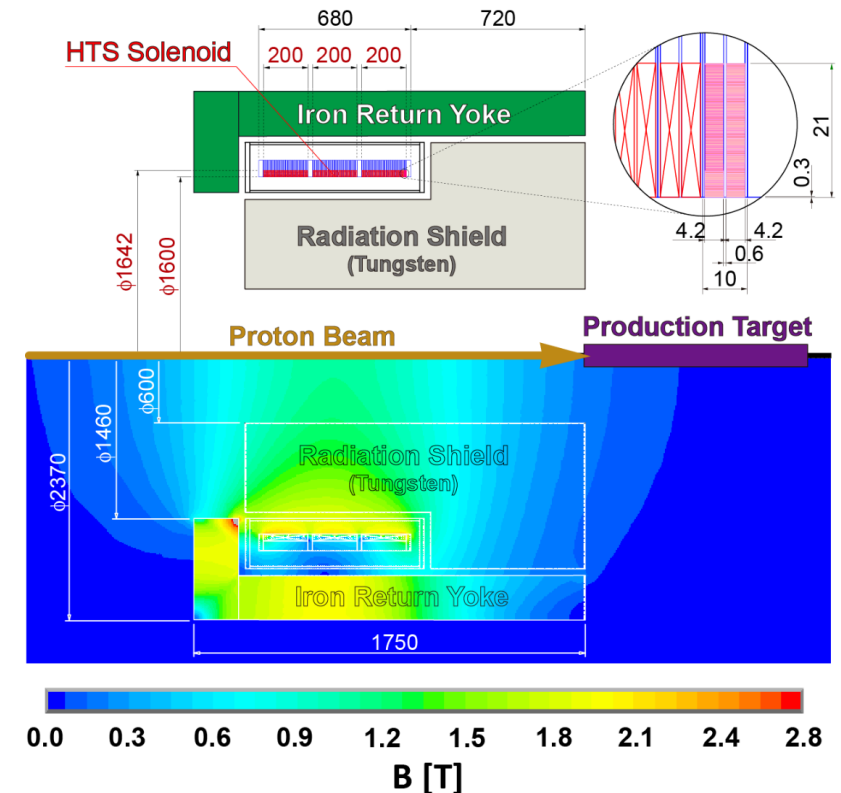 680
720
HTS Solenoid
200
200
200
Iron Return Yoke
21
0.3
4.2
4.2
0.6
10
Radiation Shield
(Tungsten)
ϕ1642
ϕ1600
Proton Beam
Production Target
ϕ600
ϕ1460
ϕ2370
Radiation Shield
(Tungsten)
Iron Return Yoke
1750
0.0 0.3 0.6 0.9 1.2 1.5 1.8 2.1 2.4 2.8
B [T]